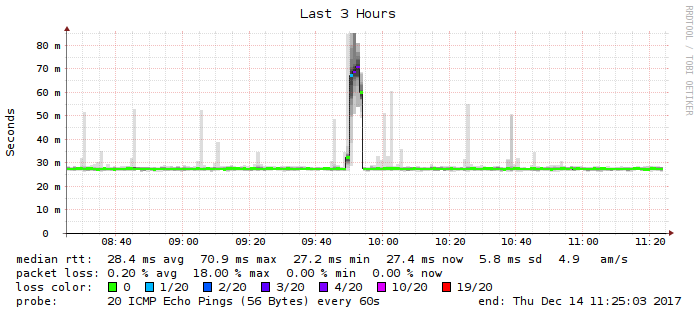 Last 3 Hours
RRDTOOL / TOBI OETIKER
Seconds
80 m
70 m
60 m
50 m
40 m
30 m
20 m
10 m
0
08:40 09:00 09:20 09:40 10:00 10:20 10:40 11:00 11:20
median rtt: 28.4 ms avg 70.9 ms max 27.2 ms min 27.4 ms now 5.8 ms sd 4.9 am/s
packet loss: 0.20 % avg 18.00 % max 0.00 % min 0.00 % now
loss color: 0 1/20 2/20 3/20 4/20 10/20 19/20
probe: 20 ICMP Echo Pings (56 Bytes) every 60s end: Thu Dec 14 11:25:03 2017